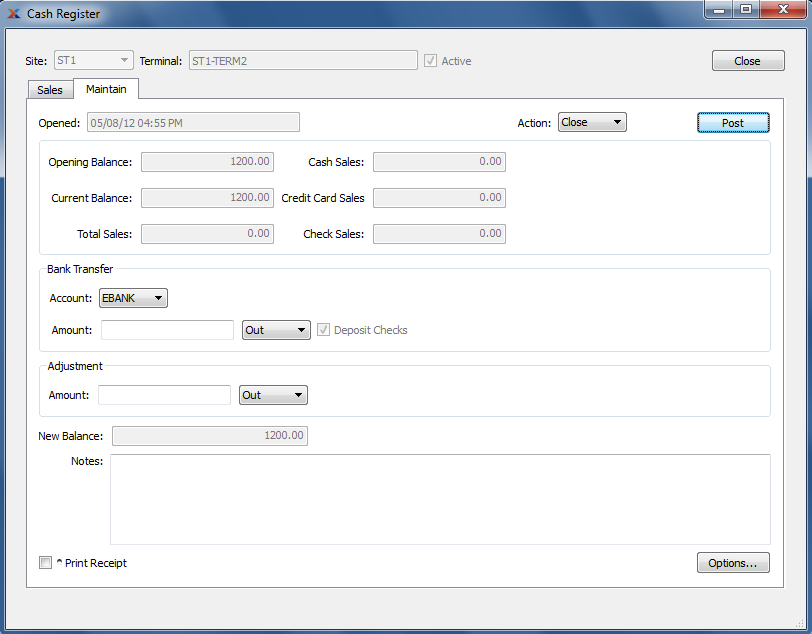 Cash Register
Site: ST1 Terminal: ST1-TERM2 Active Close
Sales Maintain
Opened: 05/08/12 04:55 PM Action: Close Post
Opening Balance: 1200.00 Cash Sales: 0.00
Current Balance: 1200.00 Credit Card Sales 0.00
Total Sales: 0.00 Check Sales: 0.00
Bank Transfer
Account: EBANK
Amount: Out Deposit Checks
Adjustment
Amount: Out
New Balance: 1200.00
Notes:
* Print Receipt Options...